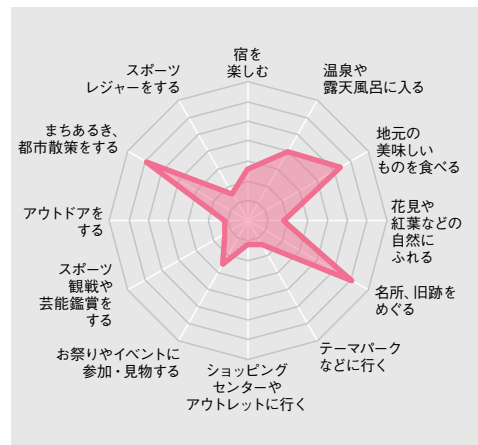 宿を
楽しむ
温泉や
露天風呂に入る
地元の
美味しい
ものを食べる
花見や
紅葉などの
自然に
ふれる
名所、旧跡を
めぐる
テーマパーク
などに行く
ショッピング
センターや
アウトレットに行く
お祭りやイベントに
参加・見物する
スポーツ
観戦や
芸能鑑賞を
する
アウトドアを
する
まちあるき、
都市散策をする
スポーツ
レジャーをする